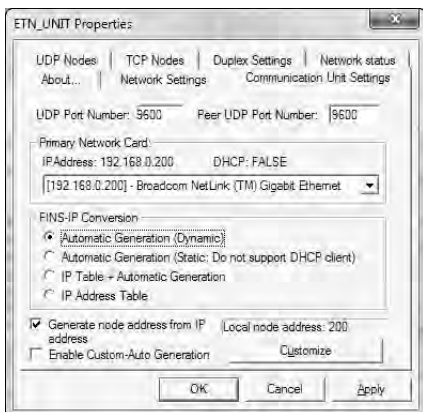 ETN_UNIT Properties
UDP Nodes TCP Nodes Duplex Settings Network status
About... Network Settings Communication Unit Settings
UDP Port Number: 9600 Peer UDP Port Number: 9600
Primary Network Card:
IPAddress: 192.168.0.200 DHCP: FALSE
[192.168.0.200] - Broadcom NetLink (TM) Gigabit Ethernet
FINS-IP Conversion
Automatic Generation (Dynamic)
Automatic Generation (Static: Do not support DHCP client)
IP Table + Automatic Generation
IP Address Table
Generate node address from IP address Local node address: 200
Enable Custom-Auto Generation Customize
OK Cancel Apply